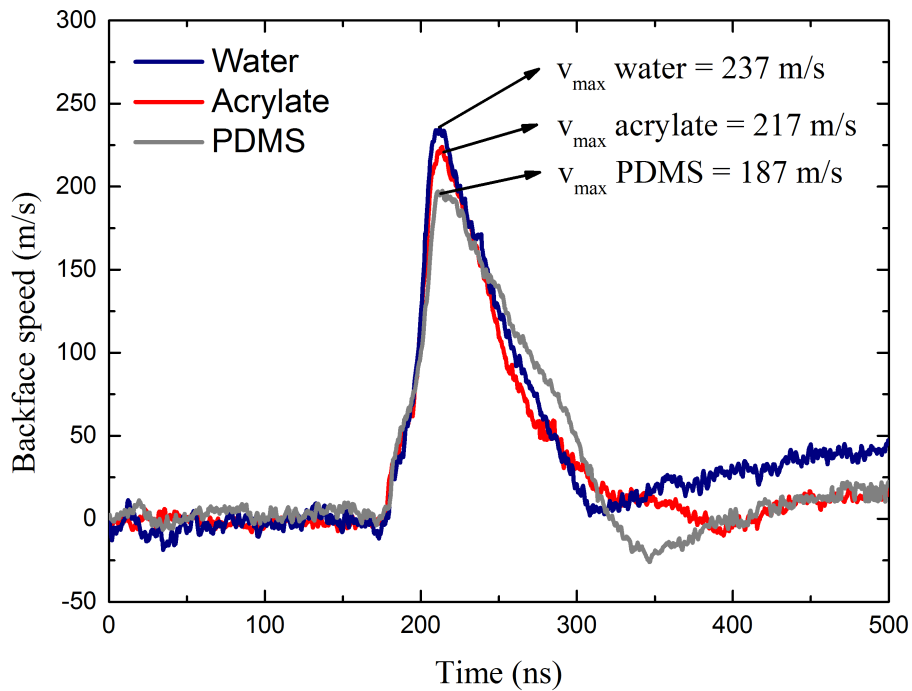 300
250
200
150
100
50
0
-50
Backface speed (m/s)
Water
Acrylate
PDMS
v_max water = 237 m/s
v_max acrylate = 217 m/s
v_max PDMS = 187 m/s
0 100 200 300 400 500
Time (ns)